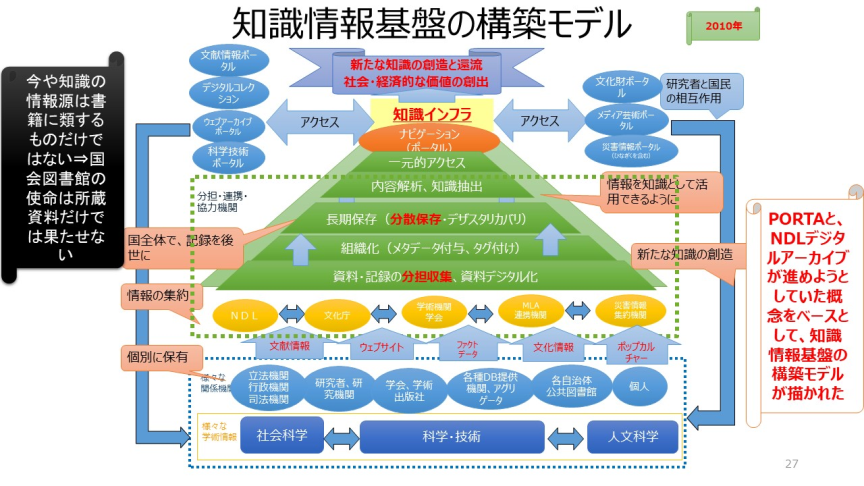 知識情報基盤の構築モデル
2010年
今や知識の
情報源は書
籍に類する
ものだけで
はない⇒国
会図書館の
使命は所蔵
資料だけで
は果たせな
い
文献情報ポー
タル
デジタルコレク
ション
ウェブアーカイブ
ポータル
科学技術
ポータル
新たな知識の創造と還流
社会・経済的な価値の創出
アクセス
知識インフラ
ナビゲーション
(ポータル)
アクセス
文化財ポータ
ル
メディア芸術ポー
タル
災害情報ポータル
(ひなぎくを含む)
研究者と国民
の相互作用
一元的アクセス
内容解析、知識抽出
長期保存(分散保存・デザスタリカバリ)
組織化(メタデータ付与、タグ付け)
資料・記録の分担収集、資料デジタル化
分担・連携・
協力機関
国全体で、記録を後
世に
情報の集約
個別に保有
情報を知識として活
用できるように
新たな知識の創造
PORTAと、
NDLデジタ
ルアーカイブ
が進めようと
していた概
念をベースと
して、知識
情報基盤の
構築モデル
が描かれた
NDL
文化庁
学術機関
学会
MLA
連携機関
災害情報
集約機関
文献情報
ウェブサイト
ファクト
データ
文化情報
ポップカル
チャー
様々な
関係機関
立法機関
行政機関
司法機関
研究者、研
究機関
学会、学術
出版社
各種DB提供
機関、アグリ
ゲータ
各自治体
公共図書館
個人
様々な
学術情報
社会科学
科学・技術
人文科学
27